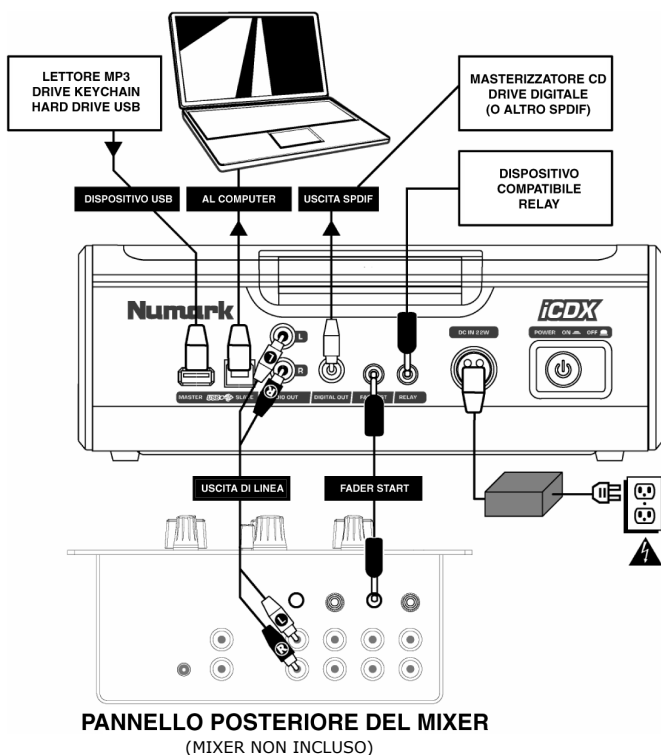 LETTORE MP3
DRIVE KEYCHAIN
HARD DRIVE USB
MASTERIZZATORE CD
DRIVE DIGITALE
(O ALTRO SPDIF)
DISPOSITIVO
COMPATIBILE
RELAY
DISPOSITIVO USB
AL COMPUTER
USCITA SPDIF
Numark
L
R
DC IN 22W
iCDX
POWER ON OFF
L
R
MASTER USB SLAVE DIGITAL OUT RELAY
USCITA DI LINEA
FADER START
L
R
PANNELLO POSTERIORE DEL MIXER
(MIXER NON INCLUSO)